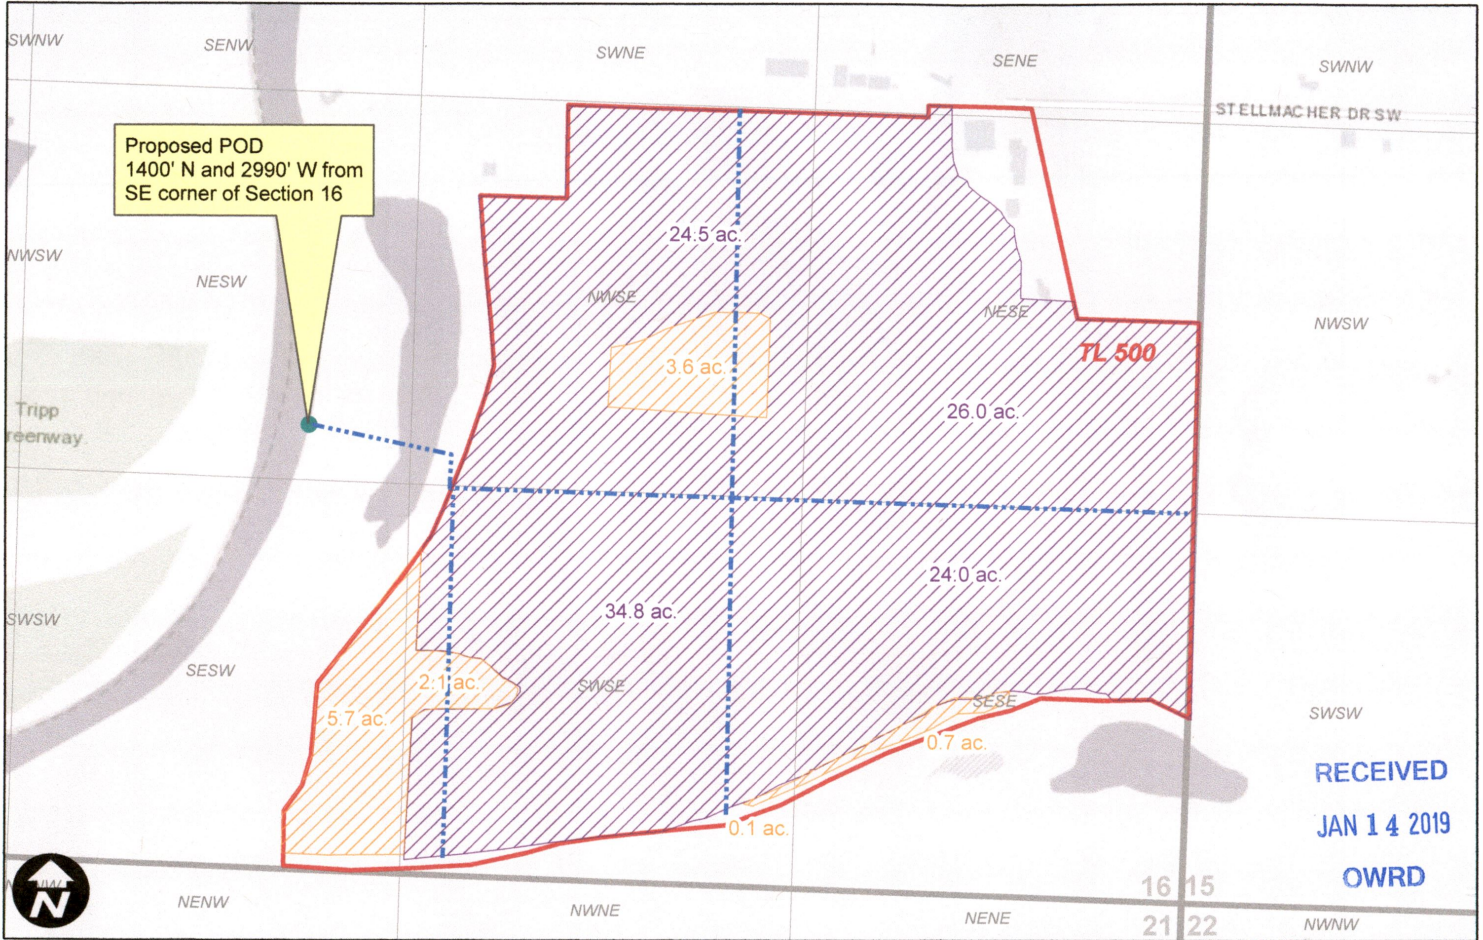 SWNW
SENW
SWNE
SENE
SWNW
STELLMACHER DR SW
Proposed POD
1400' N and 2990' W from
SE corner of Section 16
24.5 ac.
NWSW
NESW
NWSE
NESE
NWSW
TL 500
3.6 ac.
26.0 ac.
Tripp
reenway
24.0 ac.
34.8 ac.
SWSW
SESW
2.1 ac.
SWSE
SESE
5.7 ac.
SWSW
0.7 ac.
RECEIVED
0.1 ac.
JAN 14 2019
OWRD
16 15
N
NENW
NWNE
NENE
21 22
NWNW